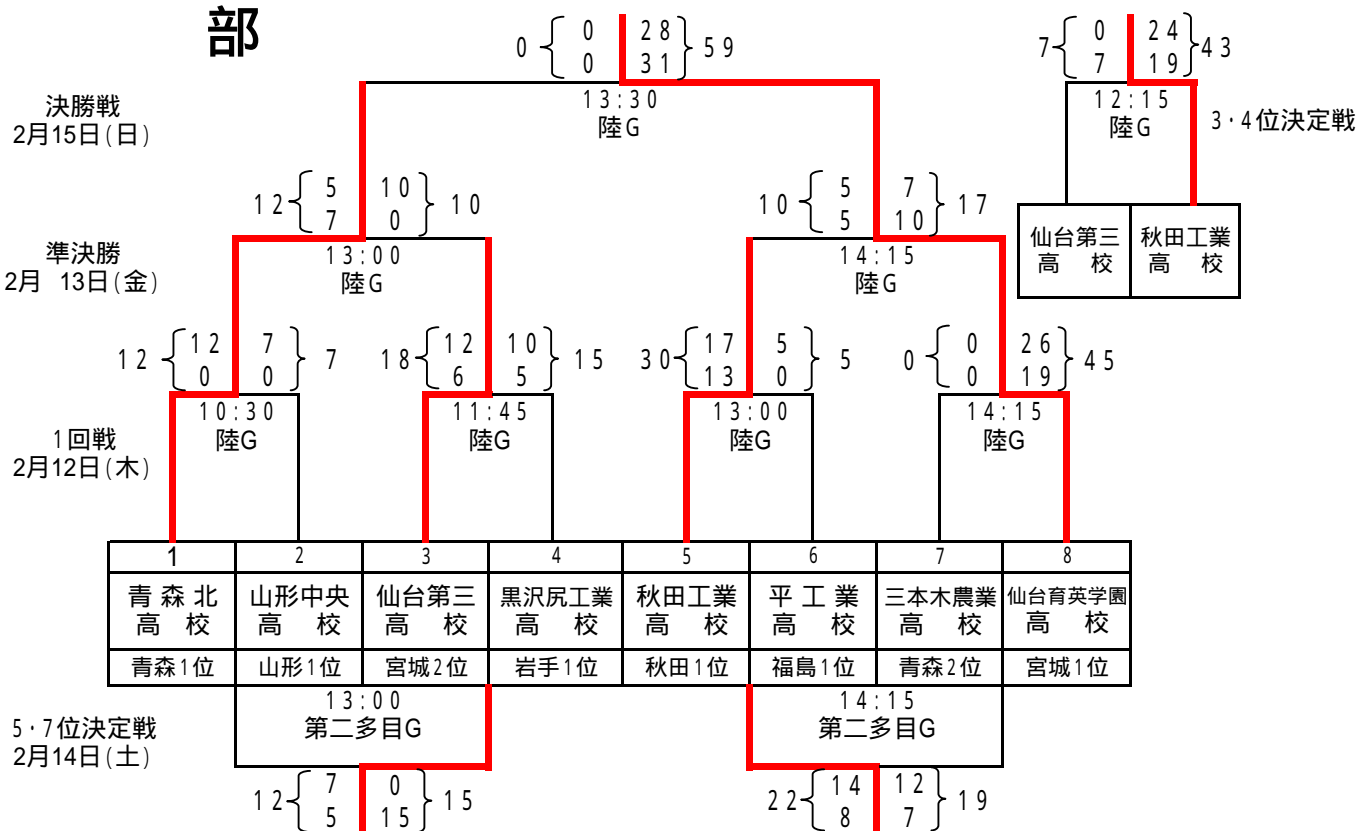 部
0 0 28 59
0 31
7 0 24 43
7 19
決勝戦
2月15日(日)
13:30
陸G
12:15
陸G
3・4位決定戦
12 5 10 10
7 0
10 5 7 17
5 10
仙台第三
高 校
秋田工業
高 校
準決勝
2月 13日(金)
13:00
陸G
14:15
陸G
12 12 7 7
0 0
18 12 10 15
6 5
30 17 5 5
13 0
0 0 26 45
0 19
1回戦
2月12日(木)
10:30
陸G
11:45
陸G
13:00
陸G
14:15
陸G
1 2 3 4 5 6 7 8
青森北 山形中央 仙台第三 黒沢尻工業 秋田工業 平工業 三本木農業 仙台育英学園
高 校 高 校 高 校 高 校 高 校 高 校 高 校 高 校
青森1位 山形1位 宮城2位 岩手1位 秋田1位 福島1位 青森2位 宮城1位
5・7位決定戦
2月14日(土)
13:00
第二多目G
14:15
第二多目G
12 7 0 15
5 15
22 14 12 19
8 7